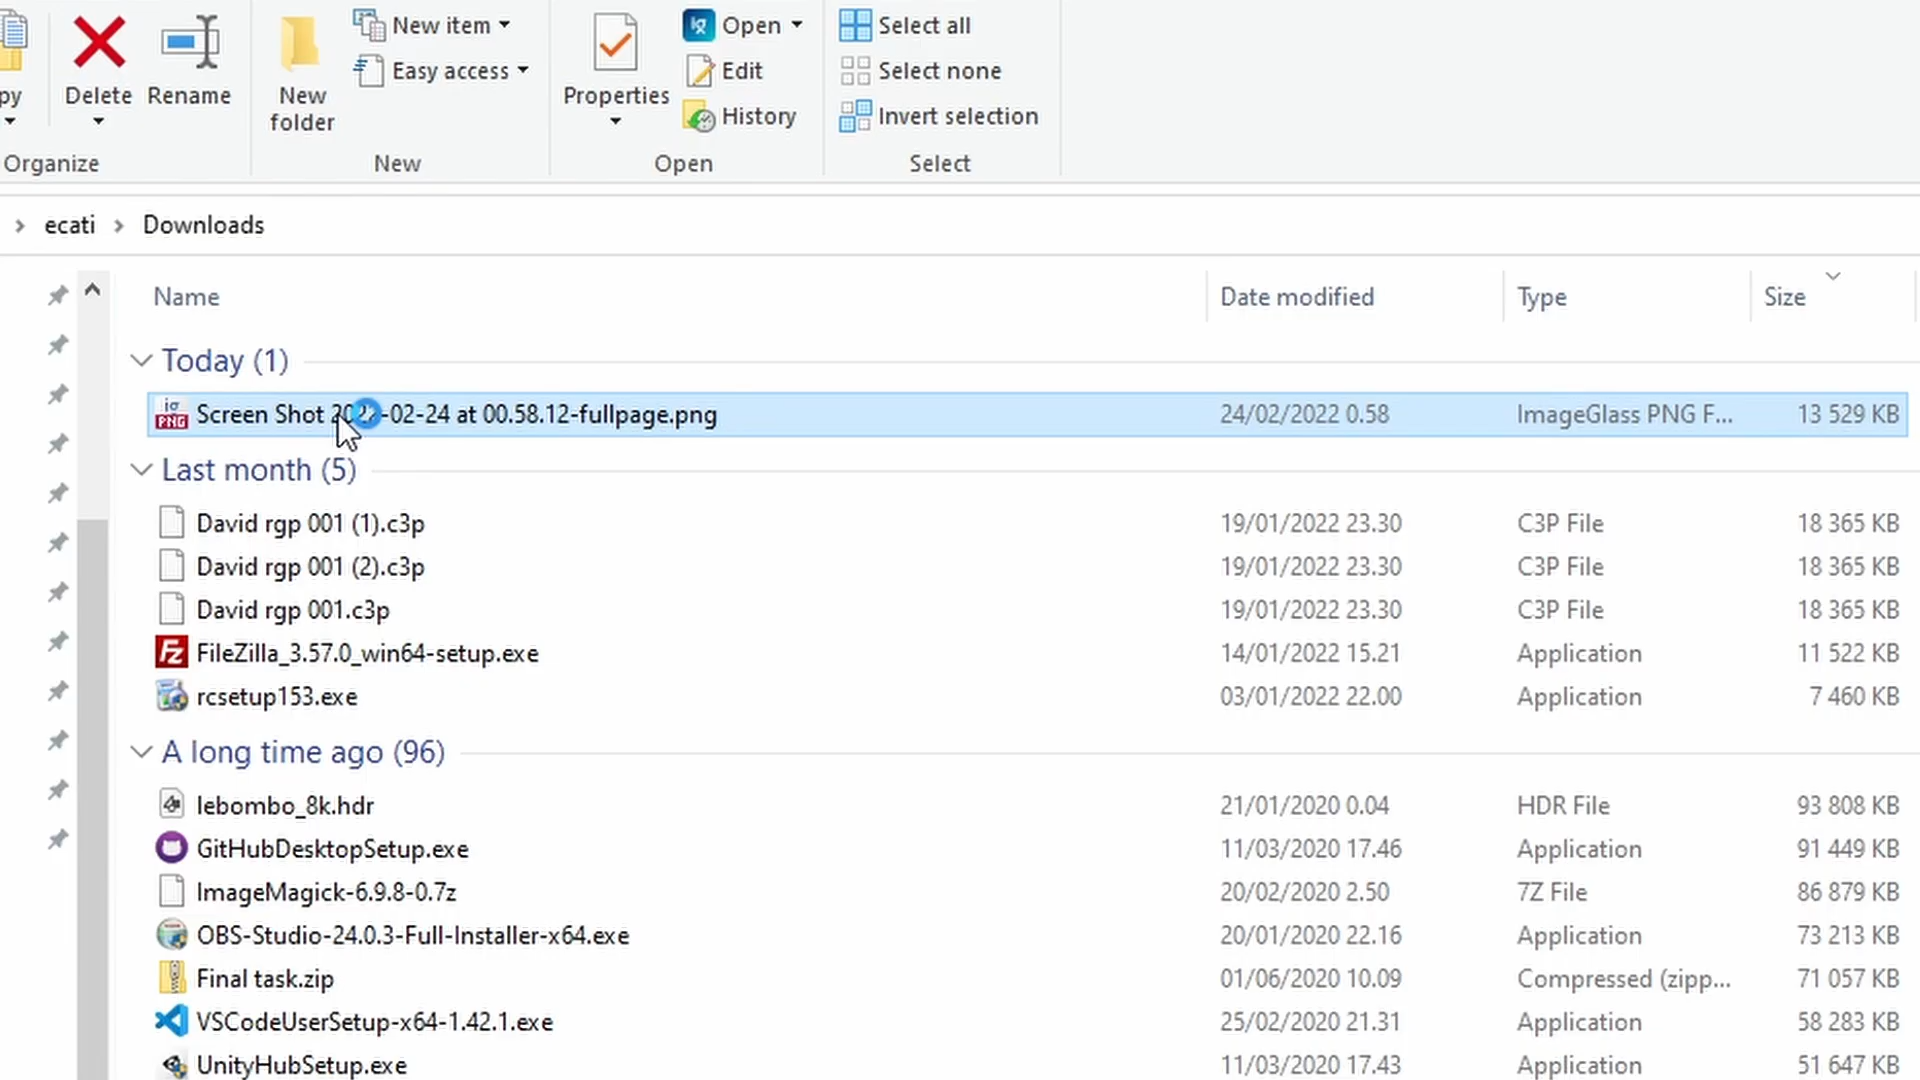 py
Delete
Rename
Organize
New folder
New item
Easy access
New
Properties
Open
Edit
History
Open
Select all
Select none
Invert selection
Select
ecati
Downloads
Name Date modified Type Size
Today (1)
Screen Shot 2022-02-24 at 00.58.12-fullpage.png 24/02/2022 0.58 ImageGlass PNG F... 13 529 KB
Last month (5)
David rgp 001 (1).c3p 19/01/2022 23.30 C3P File 18 365 KB
David rgp 001 (2).c3p 19/01/2022 23.30 C3P File 18 365 KB
David rgp 001.c3p 19/01/2022 23.30 C3P File 18 365 KB
FileZilla_3.57.0_win64-setup.exe 14/01/2022 15.21 Application 11 522 KB
rcsetup153.exe 03/01/2022 22.00 Application 7 460 KB
A long time ago (96)
lebombo_8k.hdr 21/01/2020 0.04 HDR File 93 808 KB
GitHubDesktopSetup.exe 11/03/2020 17.46 Application 91 449 KB
ImageMagick-6.9.8-0.7z 20/02/2020 2.50 7Z File 86 879 KB
OBS-Studio-24.0.3-Full-Installer-x64.exe 20/01/2020 22.16 Application 73 213 KB
Final task.zip 01/06/2020 10.09 Compressed (zipp... 71 057 KB
VSCodeUserSetup-x64-1.42.1.exe 25/02/2020 21.31 Application 58 283 KB
UnityHubSetup.exe 11/03/2020 17.43 Application 51 647 KB